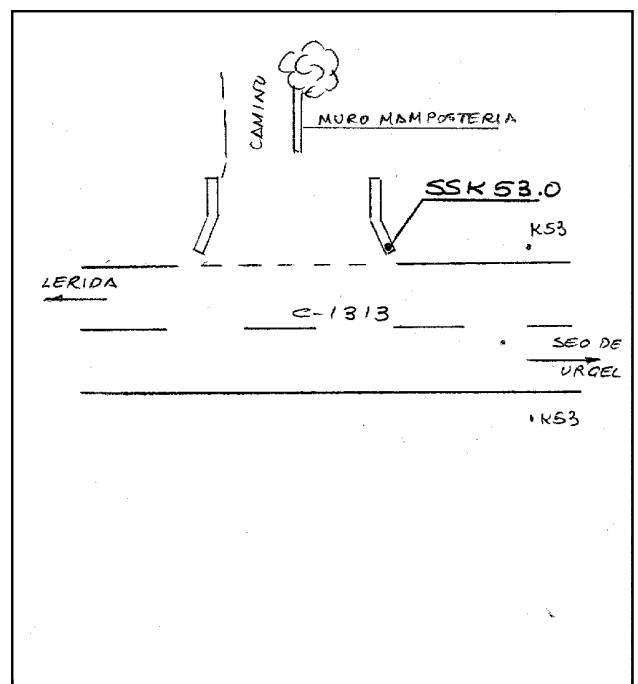 CAMINO
MURO MAMPOSTERIA
SSK 53.0
K53
LERIDA
C-1313
SEO DE
URGEL
K53